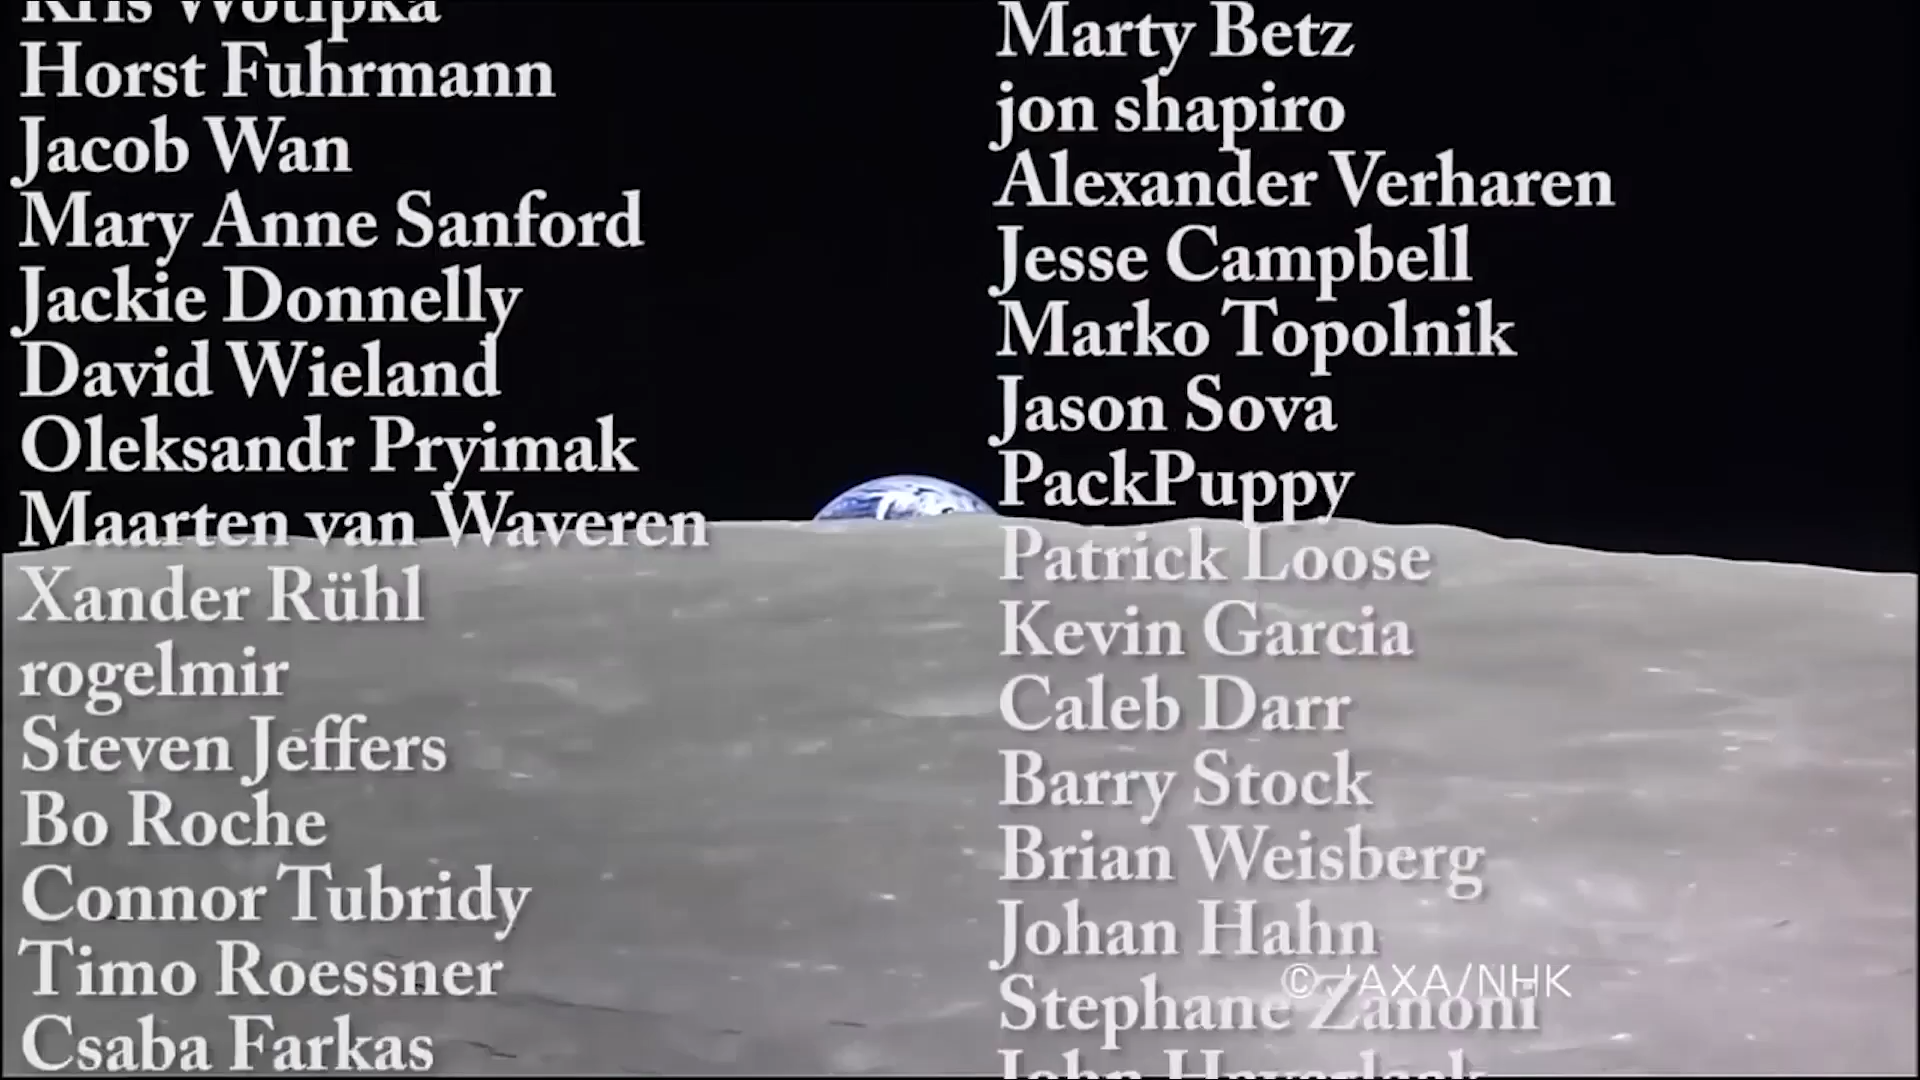 Kris Wotipka
Horst Fuhrmann
Jacob Wan
Mary Anne Sanford
Jackie Donnelly
David Wieland
Oleksandr Pryimak
Maarten van Waveren
Xander Rühl
rogelmir
Steven Jeffers
Bo Roche
Connor Tubridy
Timo Roessner
Csaba Farkas
Marty Betz
jon shapiro
Alexander Verharen
Jesse Campbell
Marko Topolnik
Jason Sova
PackPuppy
Patrick Loose
Kevin Garcia
Caleb Darr
Barry Stock
Brian Weisberg
Johan Hahn
©JAXA/NHK
Stephane Zanoni
John